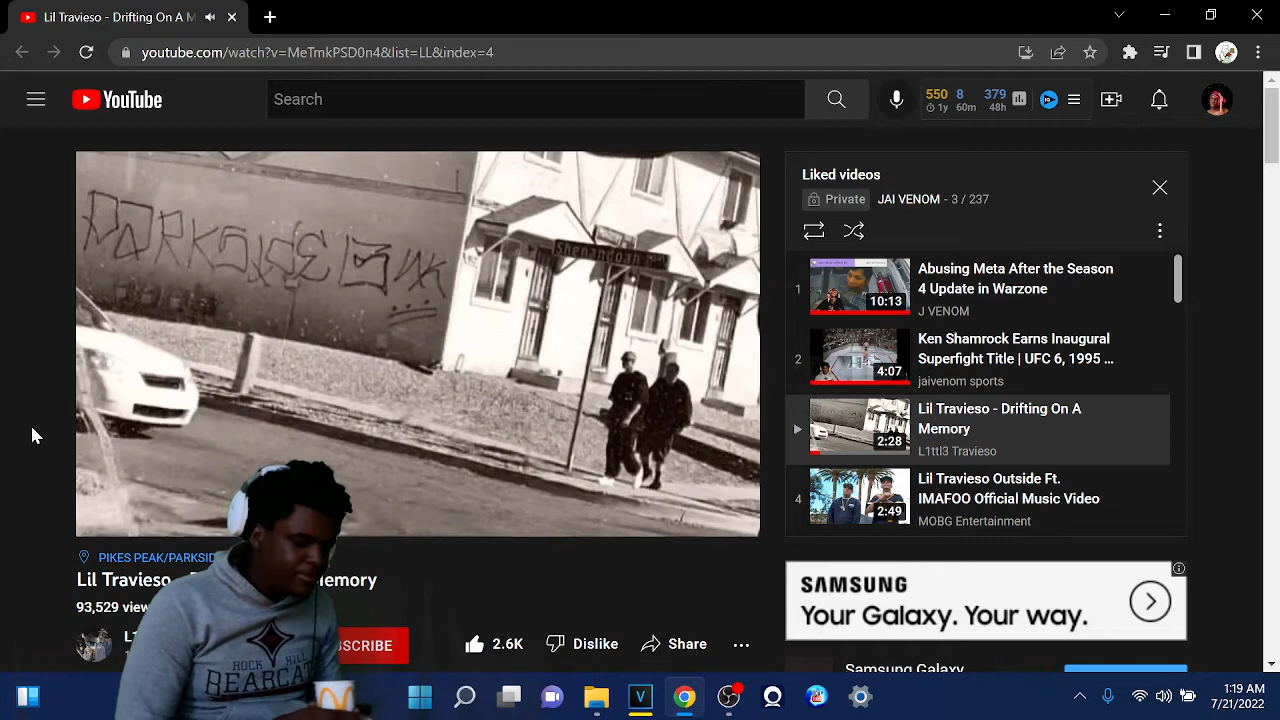 Lil Travieso - Drifting On A M
youtube.com/watch?v=MeTmkPSD0n4&list=LL&index=4
YouTube
Search
550 8 379
1y 60m 48h
Shenandoah
Liked videos
Private JAI VENOM - 3 / 237
1
Abusing Meta After the Season
4 Update in Warzone
10:13
J VENOM
2
Ken Shamrock Earns Inaugural
Superfight Title | UFC 6, 1995 ...
4:07
jaivenom sports
Lil Travieso - Drifting On A
Memory
2:28
L1ttl3 Travieso
4
Lil Travieso Outside Ft.
IMAFOO Official Music Video
2:49
MOBG Entertainment
PIKES PEAK/PARKSID
Lil Travieso - emory
93,529 views
SCRIBE
2.6K Dislike Share
SAMSUNG
Your Galaxy. Your way.
Samsung Galaxy
ROCK HILL
BEARCATS
1:19 AM
7/21/2022